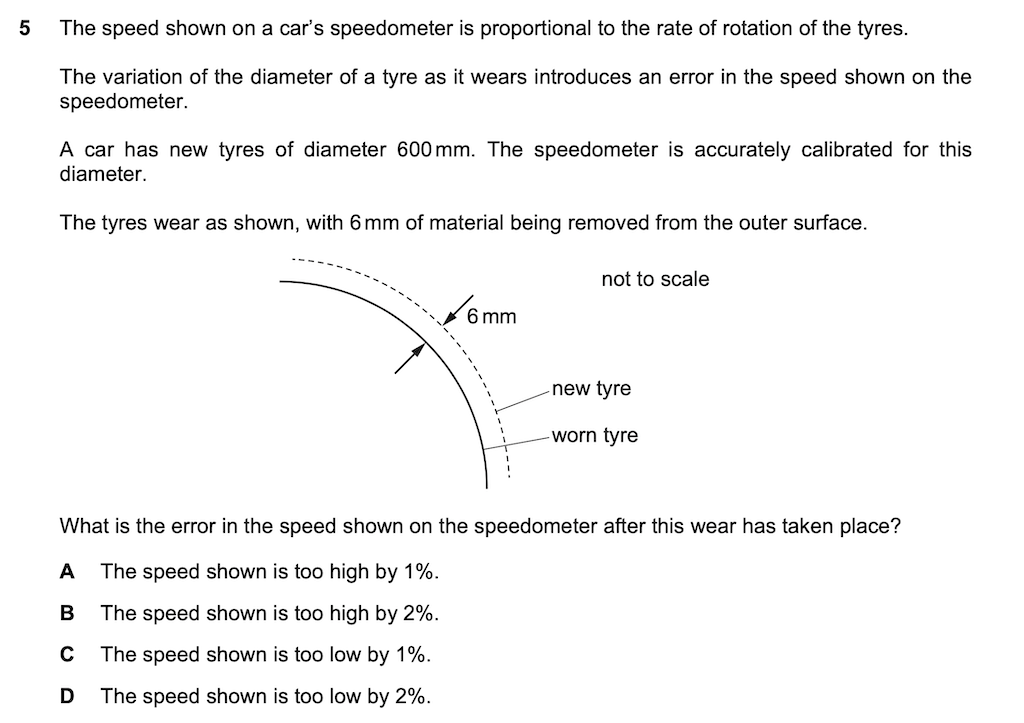 5 The speed shown on a car’s speedometer is proportional to the rate of rotation of the tyres.
The variation of the diameter of a tyre as it wears introduces an error in the speed shown on the
speedometer.
A car has new tyres of diameter 600 mm. The speedometer is accurately calibrated for this
diameter.
The tyres wear as shown, with 6 mm of material being removed from the outer surface.
not to scale
6 mm
new tyre
worn tyre
What is the error in the speed shown on the speedometer after this wear has taken place?
A The speed shown is too high by 1%.
B The speed shown is too high by 2%.
C The speed shown is too low by 1%.
D The speed shown is too low by 2%.